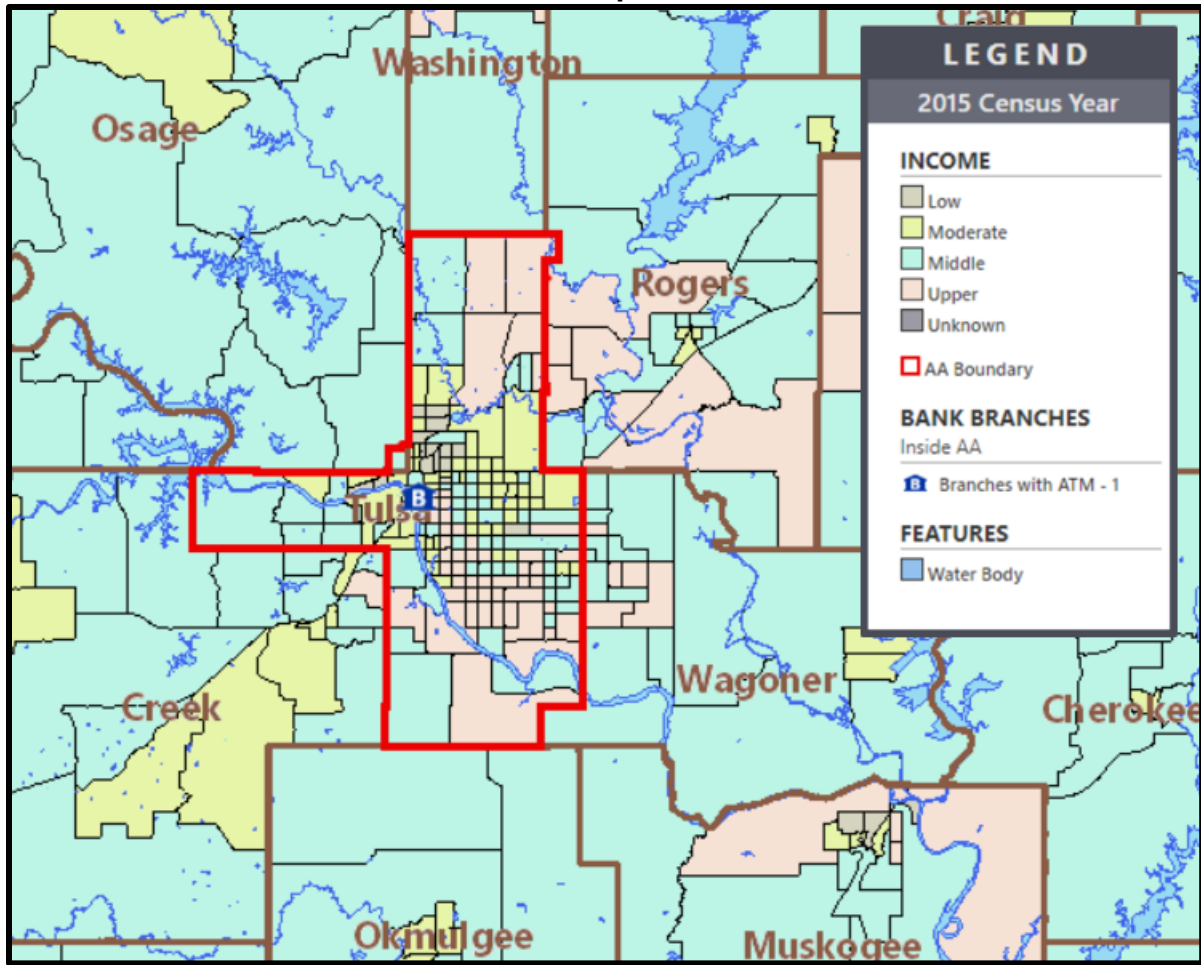 Craig
Washington
Osage
Rogers
Tulsa
B
Creek
Wagoner
Cherokee
Okmulgee
Muskogee
LEGEND
2015 Census Year
INCOME
Low
Moderate
Middle
Upper
Unknown
AA Boundary
BANK BRANCHES
Inside AA
B Branches with ATM - 1
FEATURES
Water Body